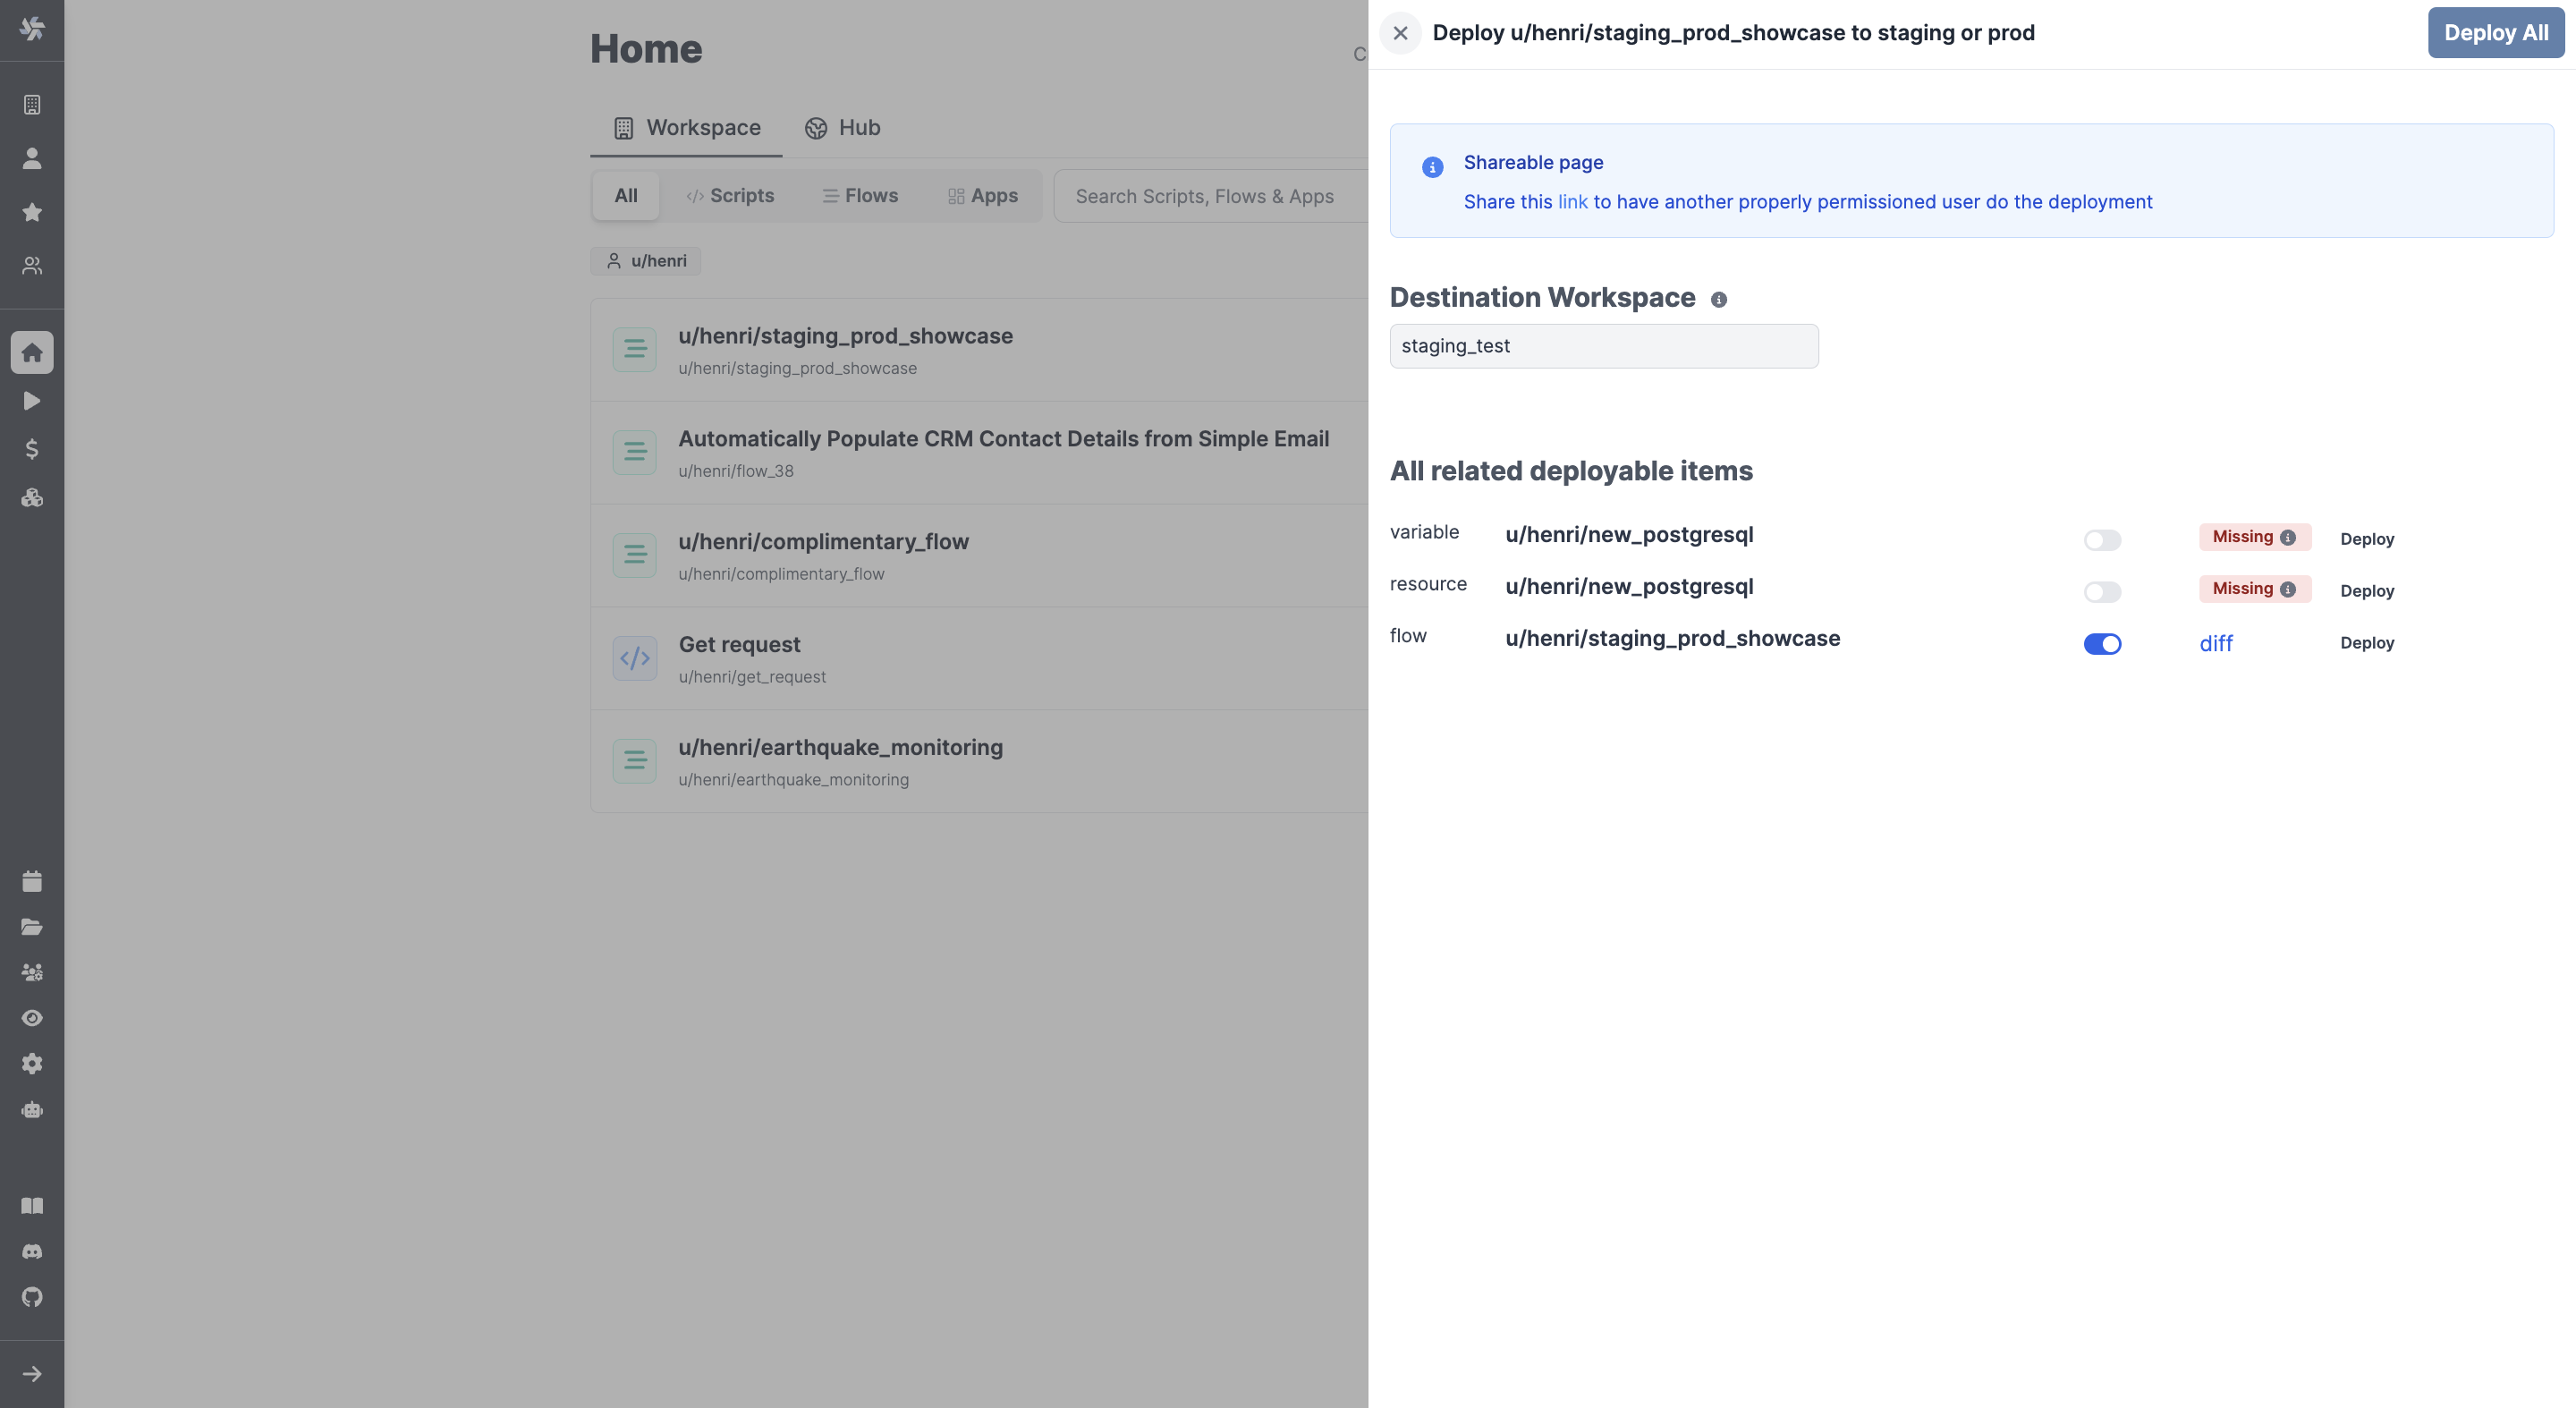 Home
C
Workspace
Hub
All
Scripts
Flows
Apps
Search Scripts, Flows & Apps
u/henri
u/henri/staging_prod_showcase
u/henri/staging_prod_showcase
Automatically Populate CRM Contact Details from Simple Email
u/henri/flow_38
u/henri/complimentary_flow
u/henri/complimentary_flow
Get request
u/henri/get_request
u/henri/earthquake_monitoring
u/henri/earthquake_monitoring
Deploy u/henri/staging_prod_showcase to staging or prod
Deploy All
Shareable page
Share this link to have another properly permissioned user do the deployment
Destination Workspace
staging_test
All related deployable items
variable u/henri/new_postgresql Missing Deploy
resource u/henri/new_postgresql Missing Deploy
flow u/henri/staging_prod_showcase diff Deploy